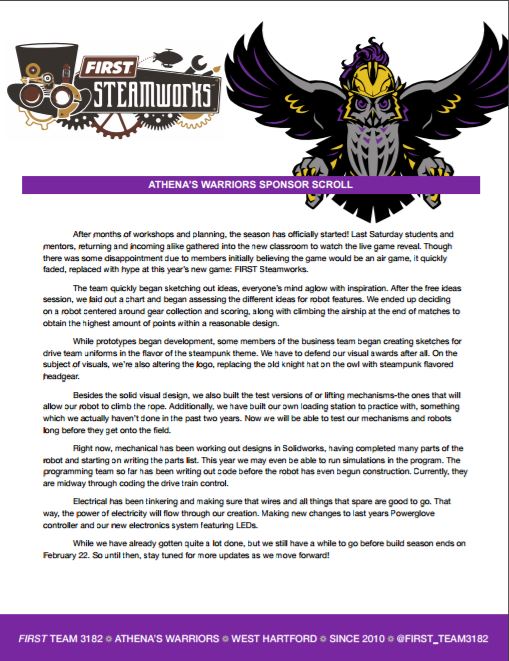 FIRST
STEAMWORKS
ATHENA'S WARRIORS SPONSOR SCROLL
After months of workshops and planning, the season has officially started! Last Saturday students and
mentors, returning and incoming alike gathered into the new classroom to watch the live game reveal. Though
there was some disappointment due to members initially believing the game would be an air game, it quickly
faded, replaced with hype at this year's new game: FIRST Steamworks.
The team quickly began sketching out ideas, everyone's mind aglow with inspiration. After the free ideas
session, we laid out a chart and began assessing the different ideas for robot features. We ended up deciding
on a robot centered around gear collection and scoring, along with climbing the airship at the end of matches to
obtain the highest amount of points within a reasonable design.
While prototypes began development, some members of the business team began creating sketches for
drive team uniforms in the flavor of the steampunk theme. We have to defend our visual awards after all. On the
subject of visuals, we're also altering the logo, replacing the old knight hat on the owl with steampunk flavored
headgear.
Besides the solid visual design, we also built the test versions of or lifting mechanisms-the ones that will
allow our robot to climb the rope. Additionally, we have built our own loading station to practice with, something
which we actually haven't done in the past two years. Now we will be able to test our mechanisms and robots
long before they get onto the field.
Right now, mechanical has been working out designs in Solidworks, having completed many parts of the
robot and starting on writing the parts list. This year we may even be able to run simulations in the program. The
programming team so far has been writing out code before the robot has even begun construction. Currently, they
are midway through coding the drive train control.
Electrical has been tinkering and making sure that wires and all things that spare are good to go. That
way, the power of electricity will flow through our creation. Making new changes to last years Powerglove
controller and our new electronics system featuring LEDs.
While we have already gotten quite a lot done, but we still have a while to go before build season ends on
February 22. So until then, stay tuned for more updates as we move forward!
FIRST TEAM 3182 ⚙ ATHENA'S WARRIORS ⚙ WEST HARTFORD ⚙ SINCE 2010 ⚙ @FIRST_TEAM3182